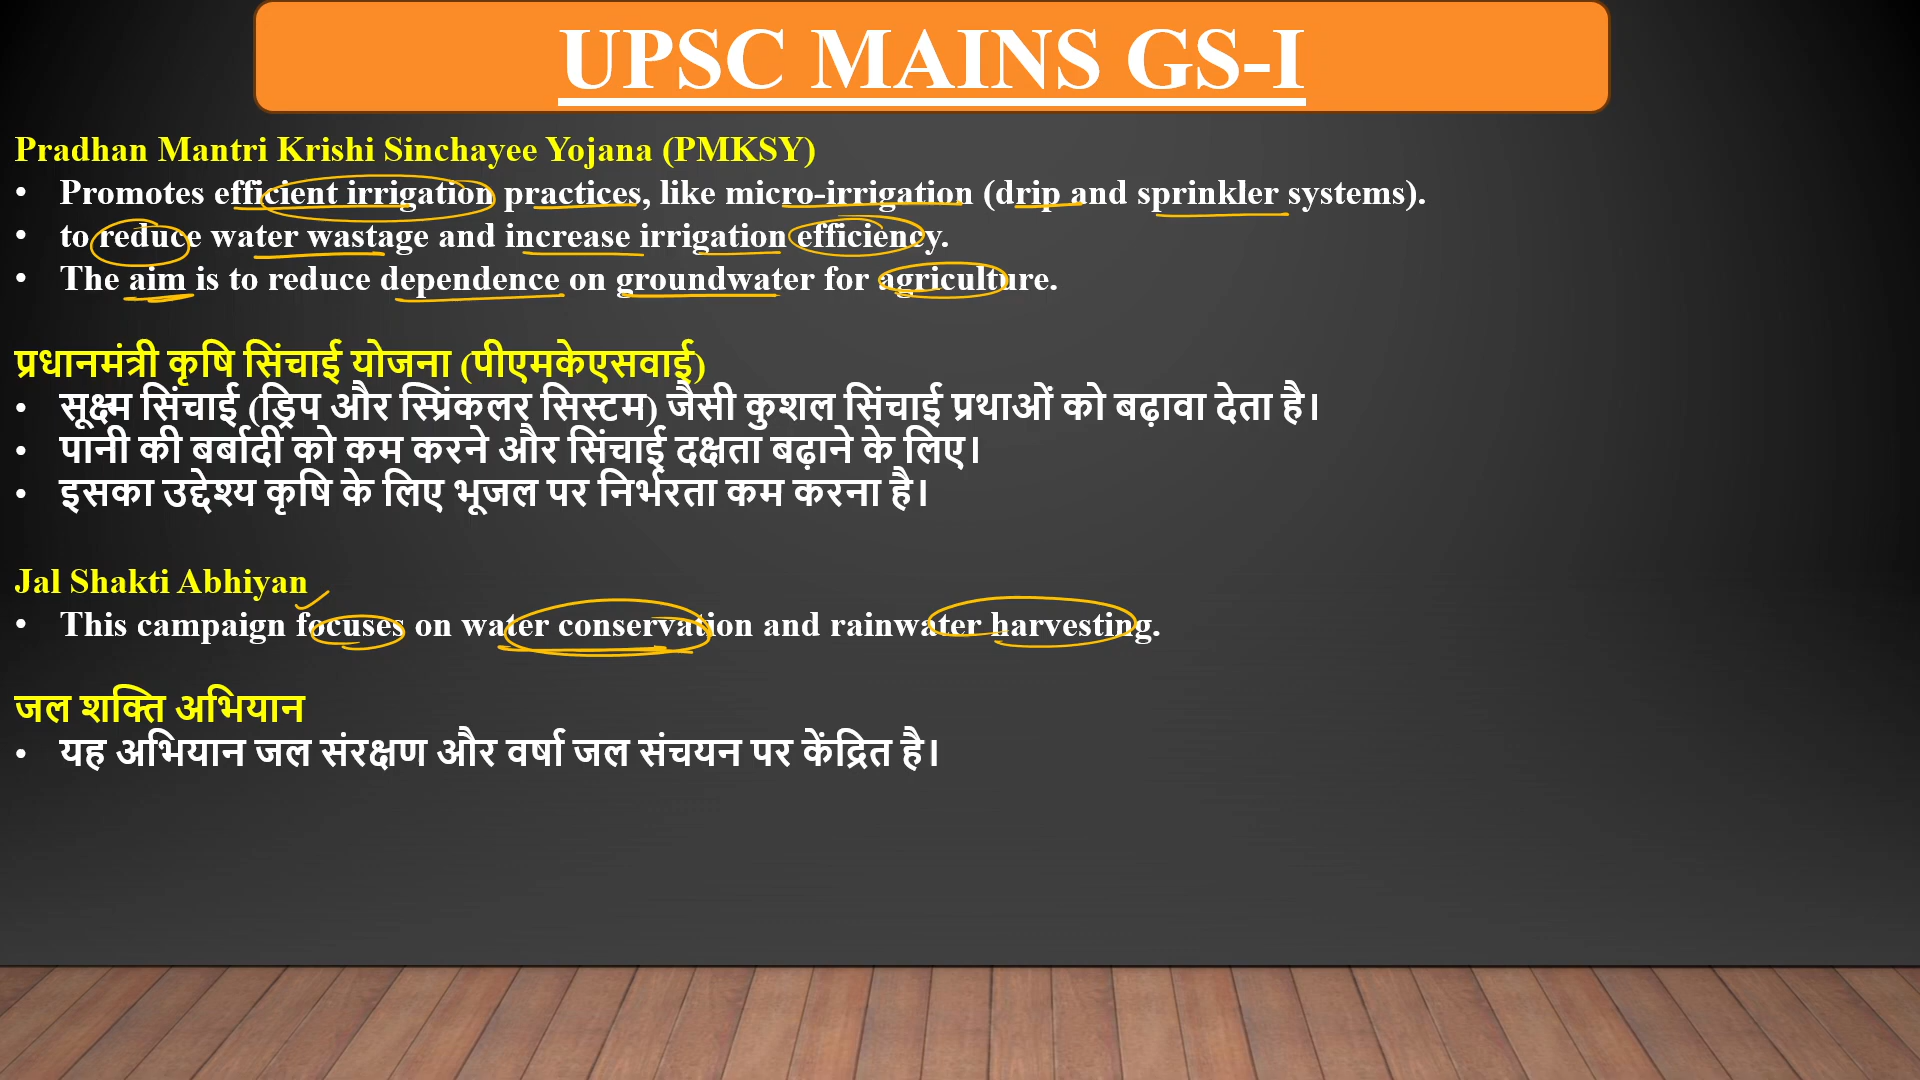 UPSC MAINS GS-I
Pradhan Mantri Krishi Sinchayee Yojana (PMKSY)
• Promotes efficient irrigation practices, like micro-irrigation (drip and sprinkler systems).
• to reduce water wastage and increase irrigation efficiency.
• The aim is to reduce dependence on groundwater for agriculture.
प्रधानमंत्री कृषि सिंचाई योजना (पीएमकेएसवाई)
• सूक्ष्म सिंचाई (ड्रिप और स्प्रिंकलर सिस्टम) जैसी कुशल सिंचाई प्रथाओं को बढ़ावा देता है।
• पानी की बर्बादी को कम करने और सिंचाई दक्षता बढ़ाने के लिए।
• इसका उद्देश्य कृषि के लिए भूजल पर निर्भरता कम करना है।
Jal Shakti Abhiyan
• This campaign focuses on water conservation and rainwater harvesting.
जल शक्ति अभियान
• यह अभियान जल संरक्षण और वर्षा जल संचयन पर केंद्रित है।